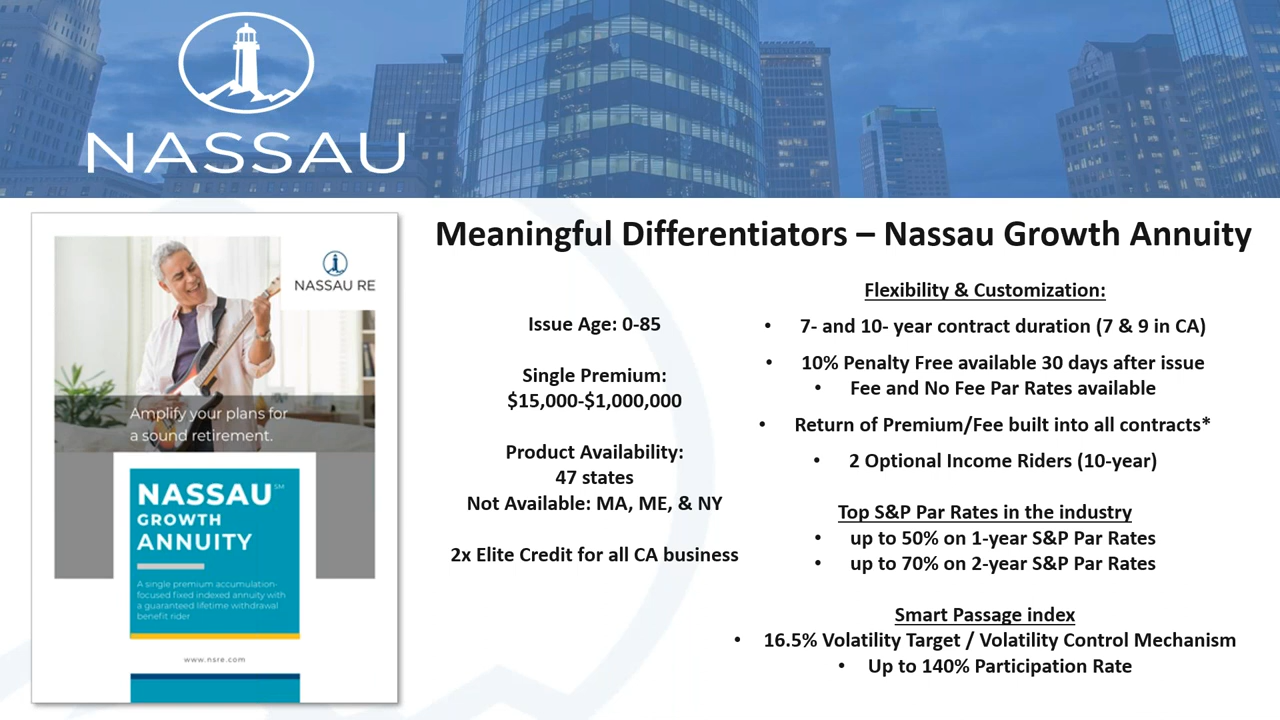 NASSAU
NASSAU RE
Amplify your plans for
a sound retirement.
NASSAU℠
GROWTH
ANNUITY
A single premium accumulation-
focused fixed indexed annuity with
a guaranteed lifetime withdrawal
benefit rider
www.nsre.com
Meaningful Differentiators – Nassau Growth Annuity
Issue Age: 0-85
Single Premium:
$15,000-$1,000,000
Product Availability:
47 states
Not Available: MA, ME, & NY
2x Elite Credit for all CA business
Flexibility & Customization:
• 7- and 10- year contract duration (7 & 9 in CA)
• 10% Penalty Free available 30 days after issue
• Fee and No Fee Par Rates available
• Return of Premium/Fee built into all contracts*
• 2 Optional Income Riders (10-year)
Top S&P Par Rates in the industry
• up to 50% on 1-year S&P Par Rates
• up to 70% on 2-year S&P Par Rates
Smart Passage index
• 16.5% Volatility Target / Volatility Control Mechanism
• Up to 140% Participation Rate